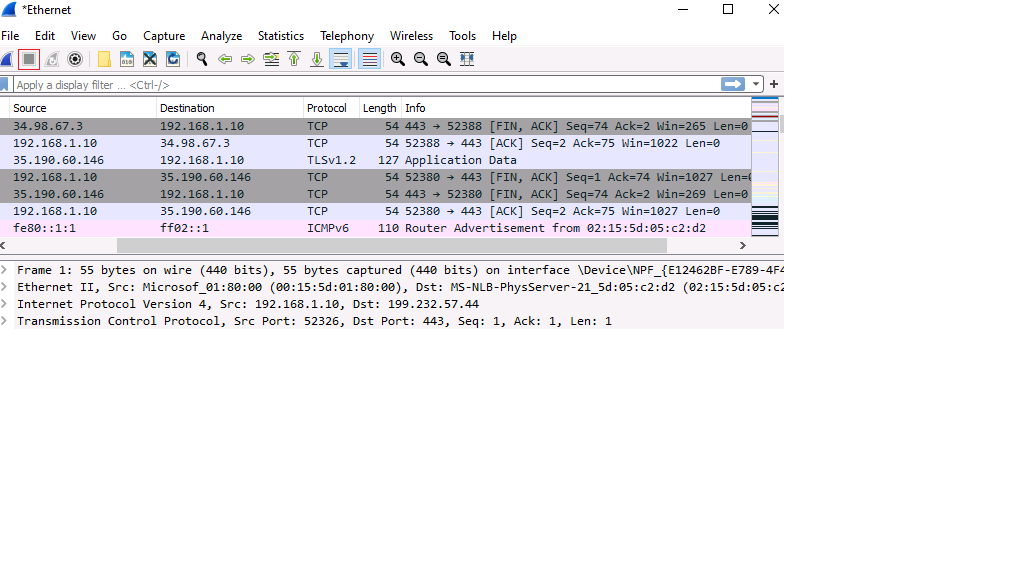 *Ethernet
File Edit View Go Capture Analyze Statistics Telephony Wireless Tools Help
Apply a display filter ... <Ctrl-/>
Source Destination Protocol Length Info
34.98.67.3 192.168.1.10 TCP 54 443 → 52388 [FIN, ACK] Seq=74 Ack=2 Win=265 Len=0
192.168.1.10 34.98.67.3 TCP 54 52388 → 443 [ACK] Seq=2 Ack=75 Win=1022 Len=0
35.190.60.146 192.168.1.10 TLSv1.2 127 Application Data
192.168.1.10 35.190.60.146 TCP 54 52380 → 443 [FIN, ACK] Seq=1 Ack=74 Win=1027 Len=0
35.190.60.146 192.168.1.10 TCP 54 443 → 52380 [FIN, ACK] Seq=74 Ack=2 Win=269 Len=0
192.168.1.10 35.190.60.146 TCP 54 52380 → 443 [ACK] Seq=2 Ack=75 Win=1027 Len=0
fe80::1:1 ff02::1 ICMPv6 110 Router Advertisement from 02:15:5d:05:c2:d2
Frame 1: 55 bytes on wire (440 bits), 55 bytes captured (440 bits) on interface \Device\NPF_{E12462BF-E789-4F4
Ethernet II, Src: Microsof_01:80:00 (00:15:5d:01:80:00), Dst: MS-NLB-PhysServer-21_5d:05:c2:d2 (02:15:5d:05:c2
Internet Protocol Version 4, Src: 192.168.1.10, Dst: 199.232.57.44
Transmission Control Protocol, Src Port: 52326, Dst Port: 443, Seq: 1, Ack: 1, Len: 1